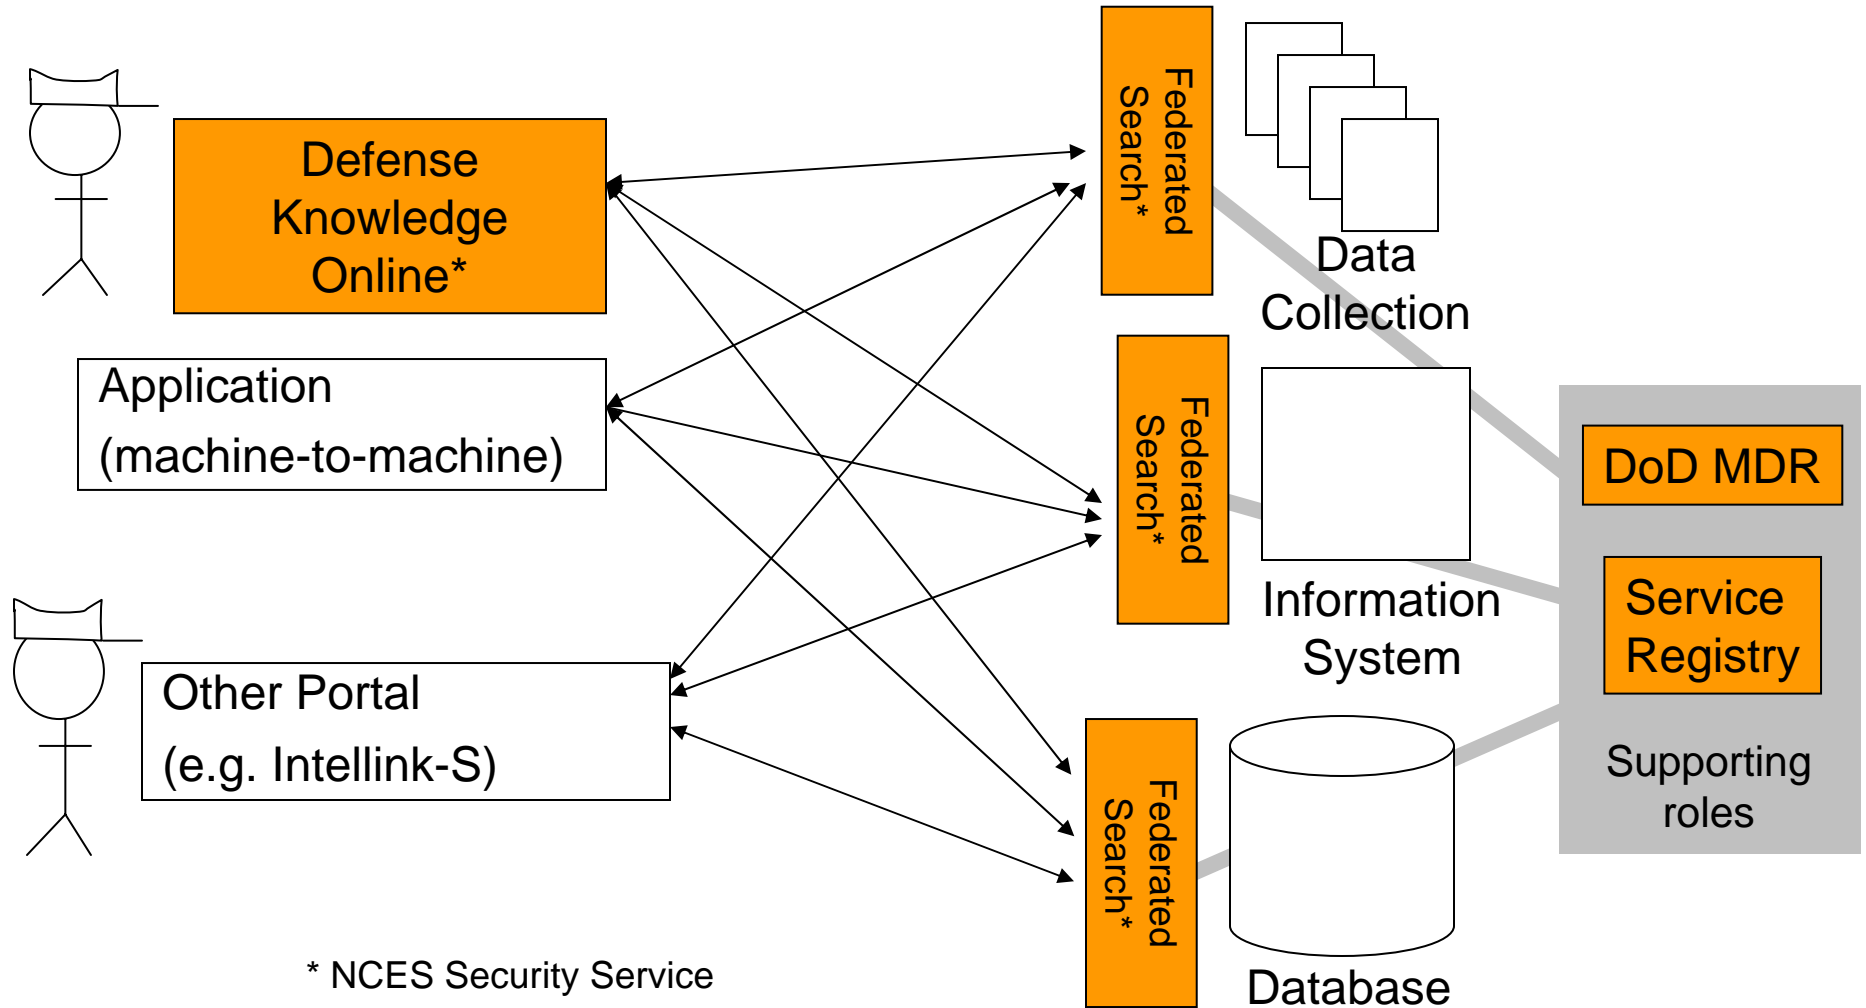 Defense
Knowledge
Online*
Application
(machine-to-machine)
Other Portal
(e.g. Intellink-S)
* NCES Security Service
Federated
Search*
Data
Collection
Federated
Search*
Information
System
Federated
Search*
Database
DoD MDR
Service
Registry
Supporting
roles